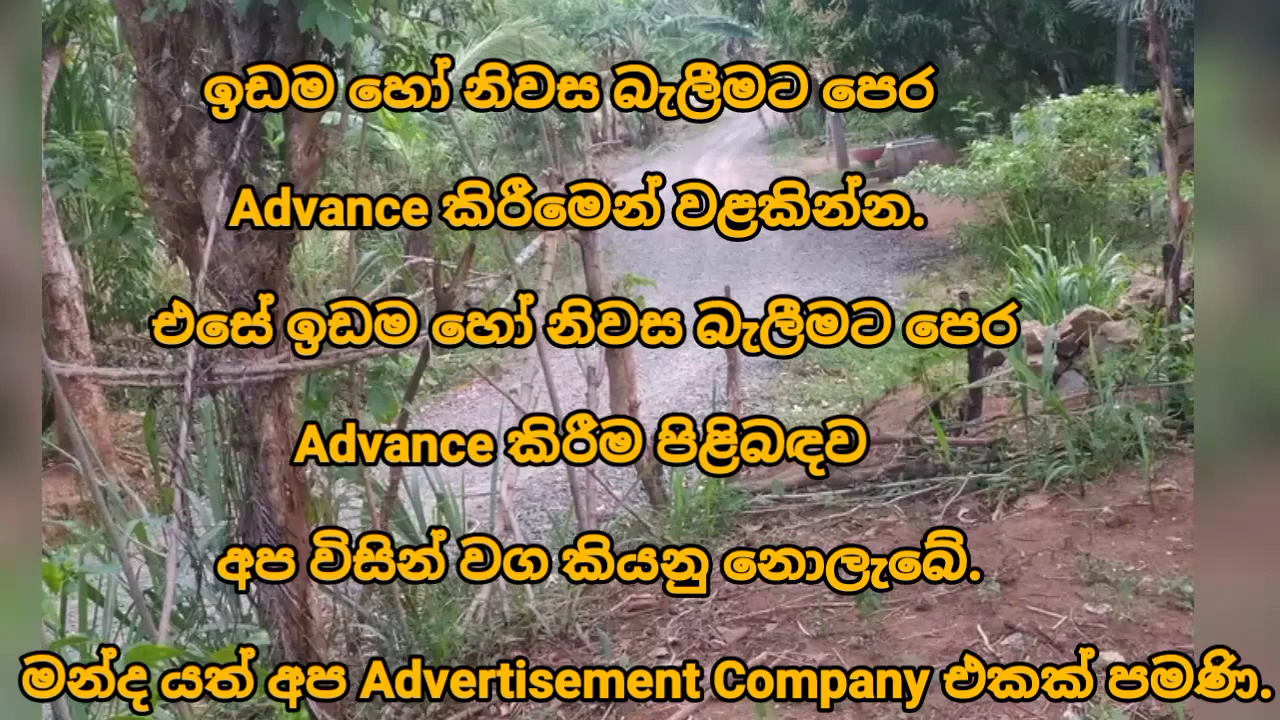 ඉඩම හෝ නිවස බැලීමට පෙර
Advance කිරීමෙන් වළකින්න.
එසේ ඉඩම හෝ නිවස බැලීමට පෙර
Advance කිරීම පිළිබඳව
අප විසින් වග කියනු නොලැබේ.
මන්ද යත් අප Advertisement Company එකක් පමණි.